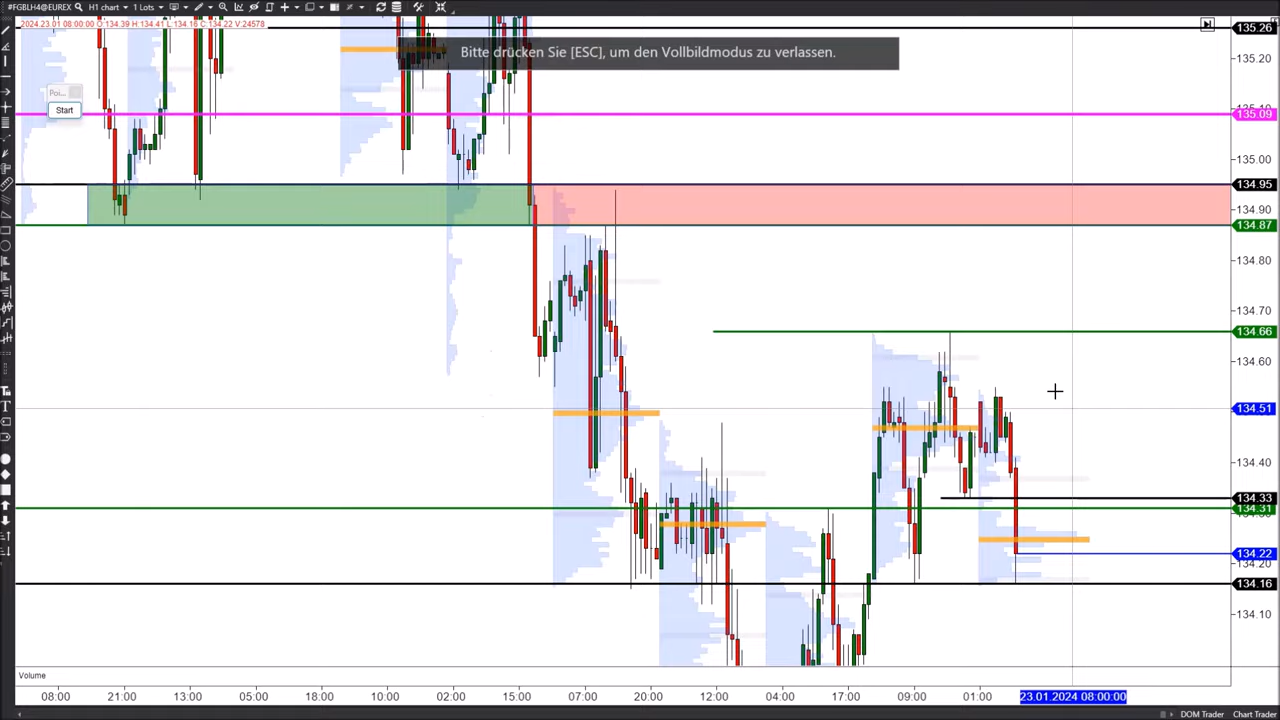 #FGBLH4@EUREX H1 chart 1 Lots
2024.23.01 08:00:00 O:134.39 H:134.41 L:134.16 C:134.22 V:24578
Bitte drücken Sie [ESC], um den Vollbildmodus zu verlassen.
Poi...
Start
135.26
135.20
135.09
135.00
134.95
134.90
134.87
134.80
134.70
134.66
134.60
134.51
134.40
134.33
134.31
134.22
134.20
134.16
134.10
Volume
08:00 21:00 13:00 05:00 18:00 10:00 02:00 15:00 07:00 20:00 12:00 04:00 17:00 09:00 01:00 23.01.2024 08:00:00
DOM Trader Chart Trader